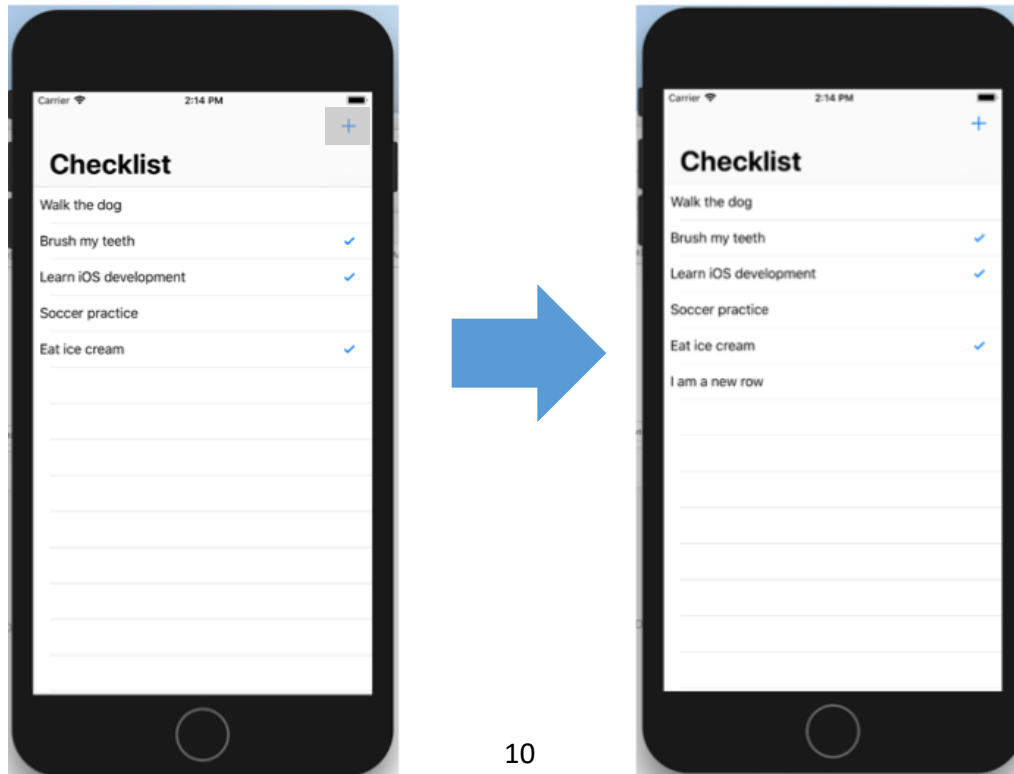 Carrier 2:14 PM
+
Checklist
Walk the dog
Brush my teeth
Learn iOS development
Soccer practice
Eat ice cream
Carrier 2:14 PM
+
Checklist
Walk the dog
Brush my teeth
Learn iOS development
Soccer practice
Eat ice cream
I am a new row
10